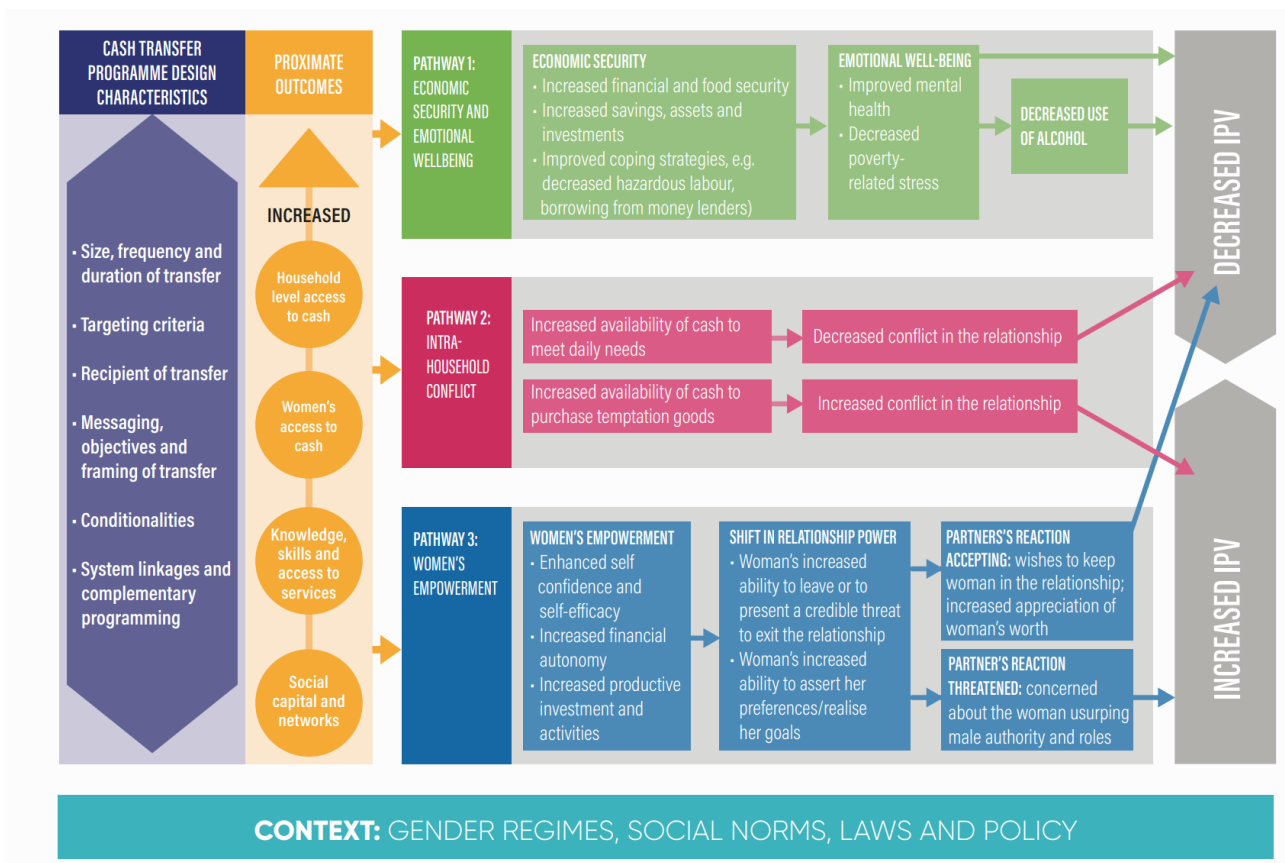 CASH TRANSFER
PROGRAMME DESIGN
CHARACTERISTICS
• Size, frequency and
duration of transfer
• Targeting criteria
• Recipient of transfer
• Messaging,
objectives and
framing of transfer
• Conditionalities
• System linkages and
complementary
programming
PROXIMATE
OUTCOMES
INCREASED
Household
level access
to cash
Women's
access to
cash
Knowledge,
skills and
access to
services
Social
capital and
networks
PATHWAY 1:
ECONOMIC
SECURITY AND
EMOTIONAL
WELLBEING
ECONOMIC SECURITY
• Increased financial and food security
• Increased savings, assets and
investments
• Improved coping strategies, e.g.
decreased hazardous labour,
borrowing from money lenders)
EMOTIONAL WELL-BEING
• Improved mental
health
• Decreased
poverty-
related stress
DECREASED USE
OF ALCOHOL
PATHWAY 2:
INTRA-
HOUSEHOLD
CONFLICT
Increased availability of cash to
meet daily needs
Decreased conflict in the relationship
Increased availability of cash to
purchase temptation goods
Increased conflict in the relationship
PATHWAY 3:
WOMEN'S
EMPOWERMENT
WOMEN'S EMPOWERMENT
• Enhanced self
confidence and
self-efficacy
• Increased financial
autonomy
• Increased productive
investment and
activities
SHIFT IN RELATIONSHIP POWER
• Woman's increased
ability to leave or to
present a credible threat
to exit the relationship
• Woman's increased
ability to assert her
preferences/realise
her goals
PARTNERS'S REACTION
ACCEPTING: wishes to keep
woman in the relationship;
increased appreciation of
woman's worth
PARTNER'S REACTION
THREATENED: concerned
about the woman usurping
male authority and roles
DECREASED IPV
INCREASED IPV
CONTEXT: GENDER REGIMES, SOCIAL NORMS, LAWS AND POLICY